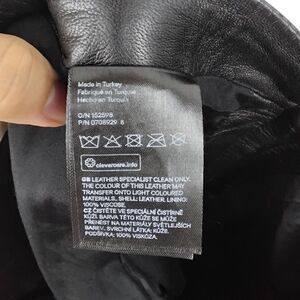 Made in Turkey
Fabriqué en Turquie
Hecho en Turquía
O/N 152598
P/N 0708929 8
clevercare.info
GB LEATHER SPECIALIST CLEAN ONLY.
THE COLOUR OF THIS LEATHER MAY
TRANSFER ONTO LIGHT COLOURED
MATERIALS, SHELL: LEATHER. LINING:
100% VISCOSE.
CZ ČISTĚTE VE SPECIÁLNÍ ČISTÍRNĚ
KŮŽÍ. BARVA TÉTO KŮŽE SE MŮŽE
PŘENÉST NA MATERIÁLY SVĚTLEJŠÍCH
BAREV. SVRCHNÍ LÁTKA: KŮŽE.
PODŠÍVKA: 100% VISKÓZA.